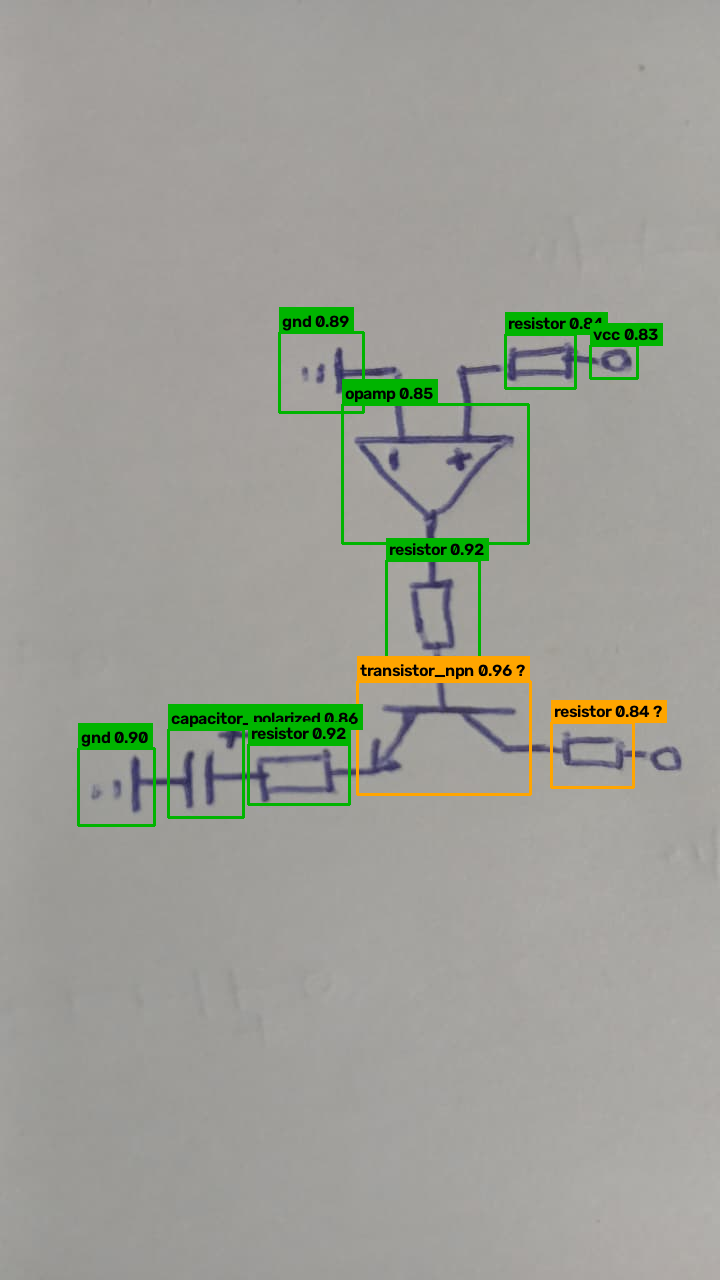 gnd 0.89
resistor 0.84
vcc 0.83
opamp 0.85
- +
resistor 0.92
transistor_npn 0.96 ?
capacitor_polarized 0.86
resistor 0.84 ?
gnd 0.90
+
resistor 0.92